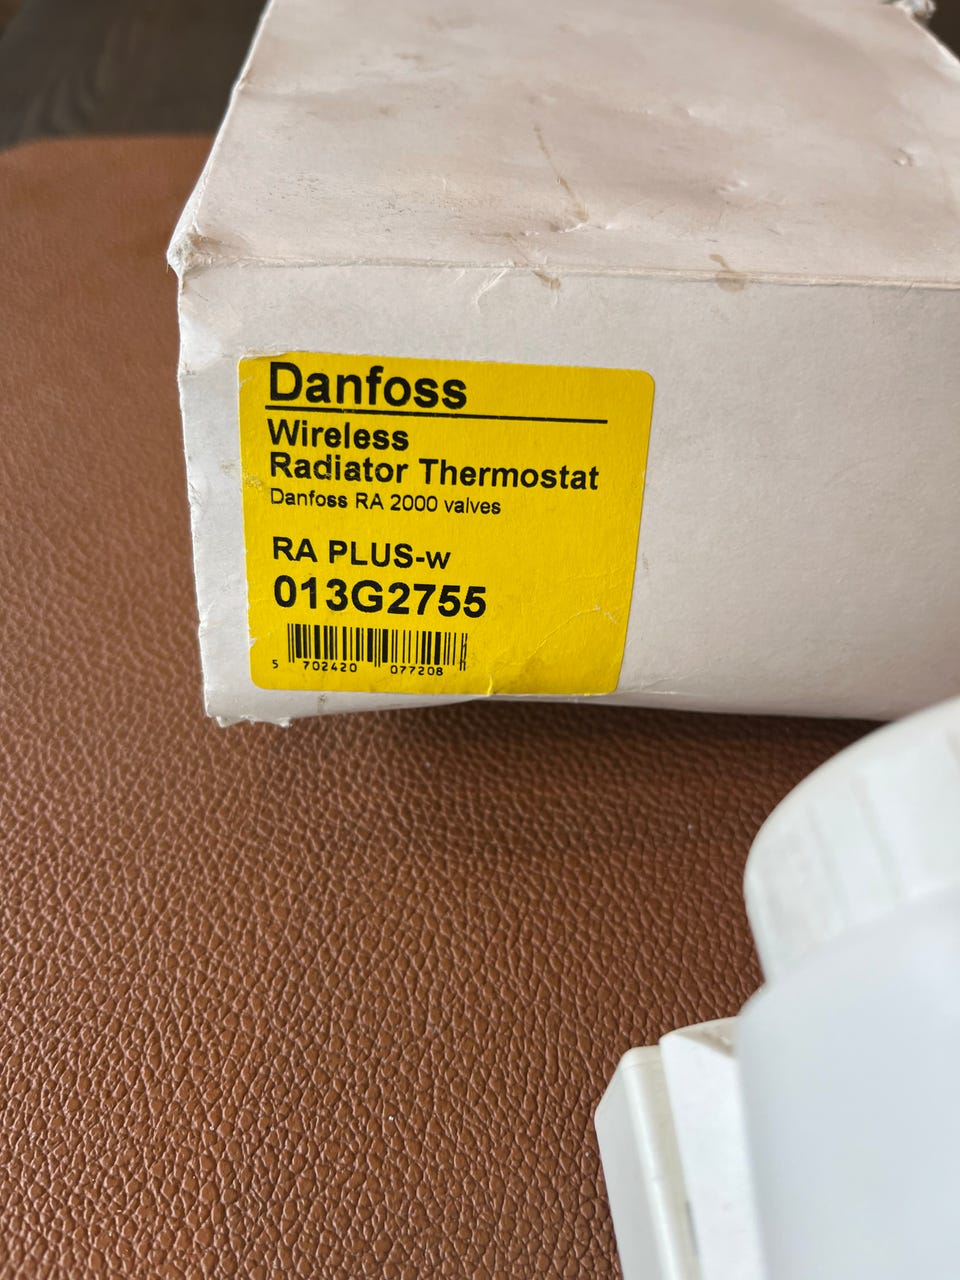 Danfoss
Wireless
Radiator Thermostat
Danfoss RA 2000 valves
RA PLUS-w
013G2755
5 702420 077208